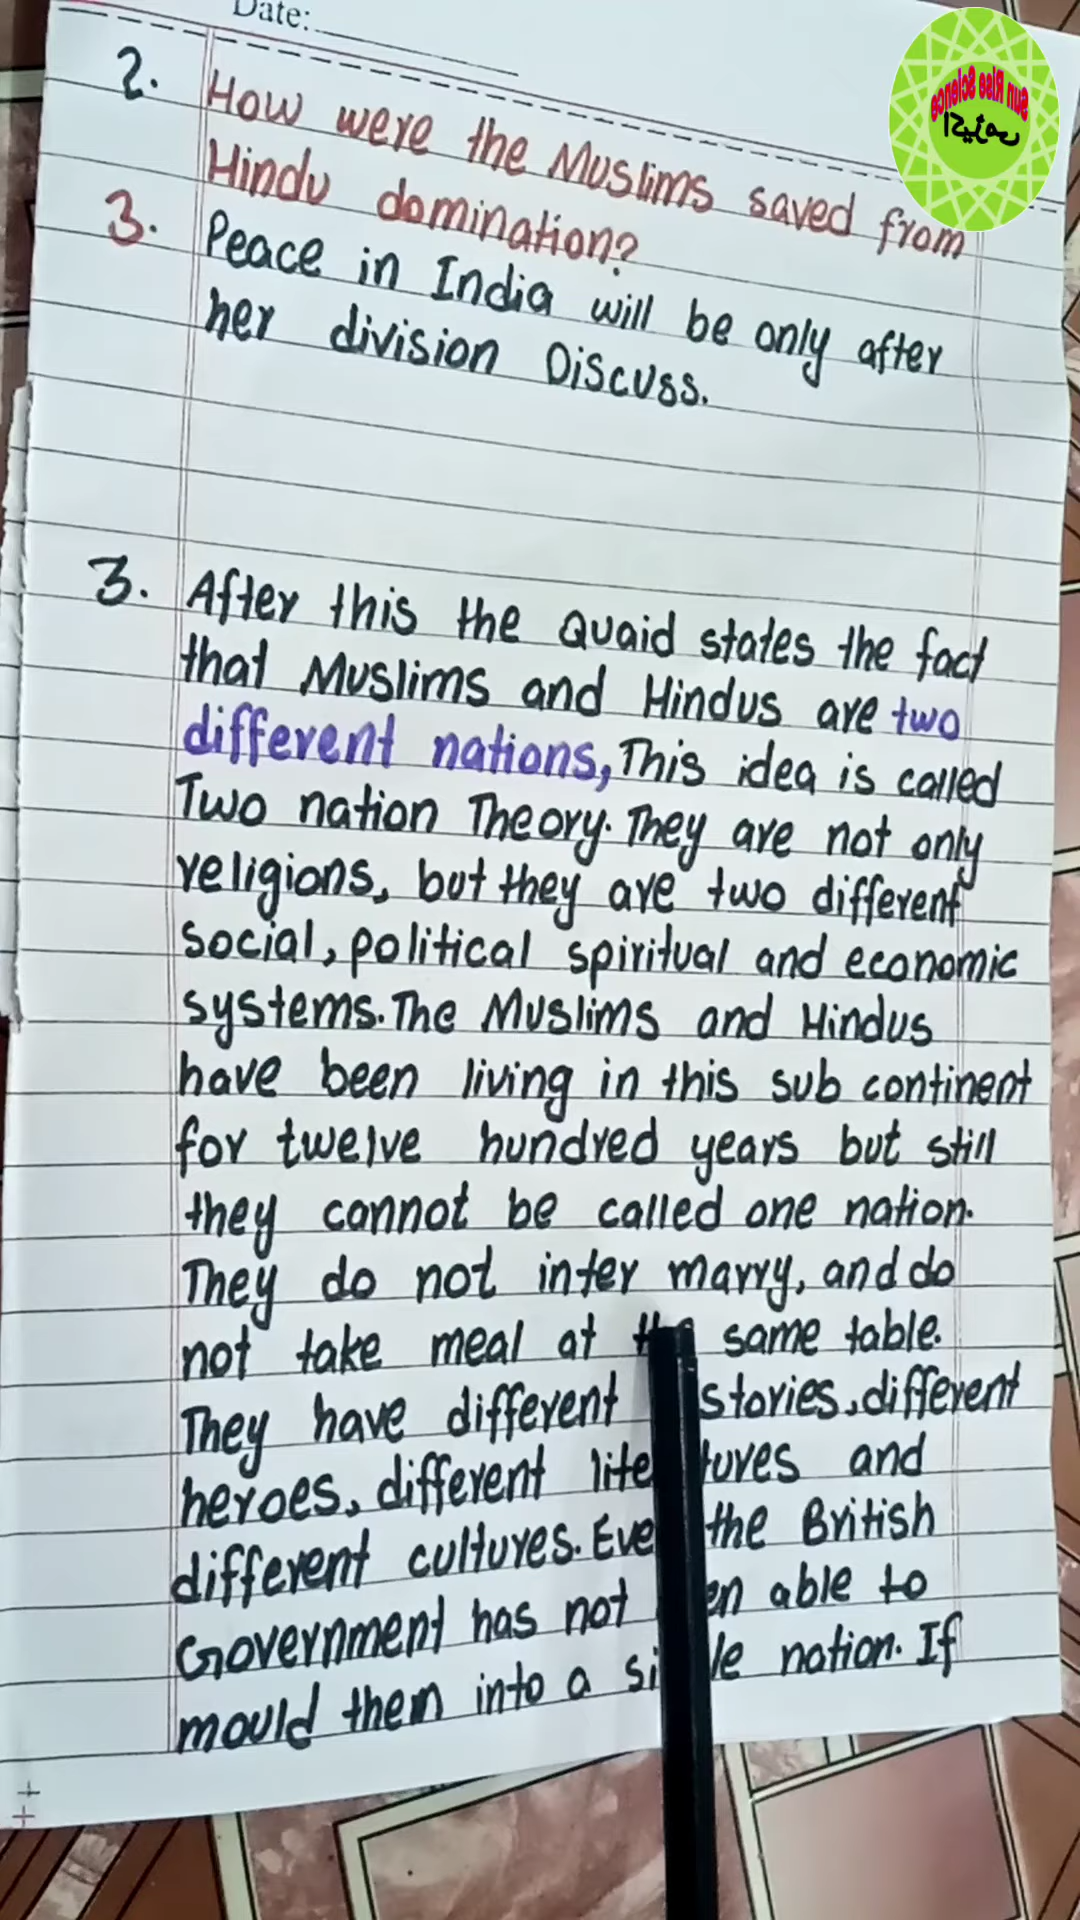 Date:
2. How were the Muslims saved from
Hindu domination?
3. Peace in India will be only after
her division Discuss.
3. After this the Quaid states the fact
that Muslims and Hindus are two
different nations, This idea is called
Two nation Theory. They are not only
religions, but they are two different
social, political spiritual and economic
systems. The Muslims and Hindus
have been living in this sub continent
for twelve hundred years but still
they cannot be called one nation.
They do not inter marry, and do
not take meal at the same table.
They have different stories, different
heroes, different and
different cultures. the British
Government has not able to
mould them into a nation. If
Sun Rise Science